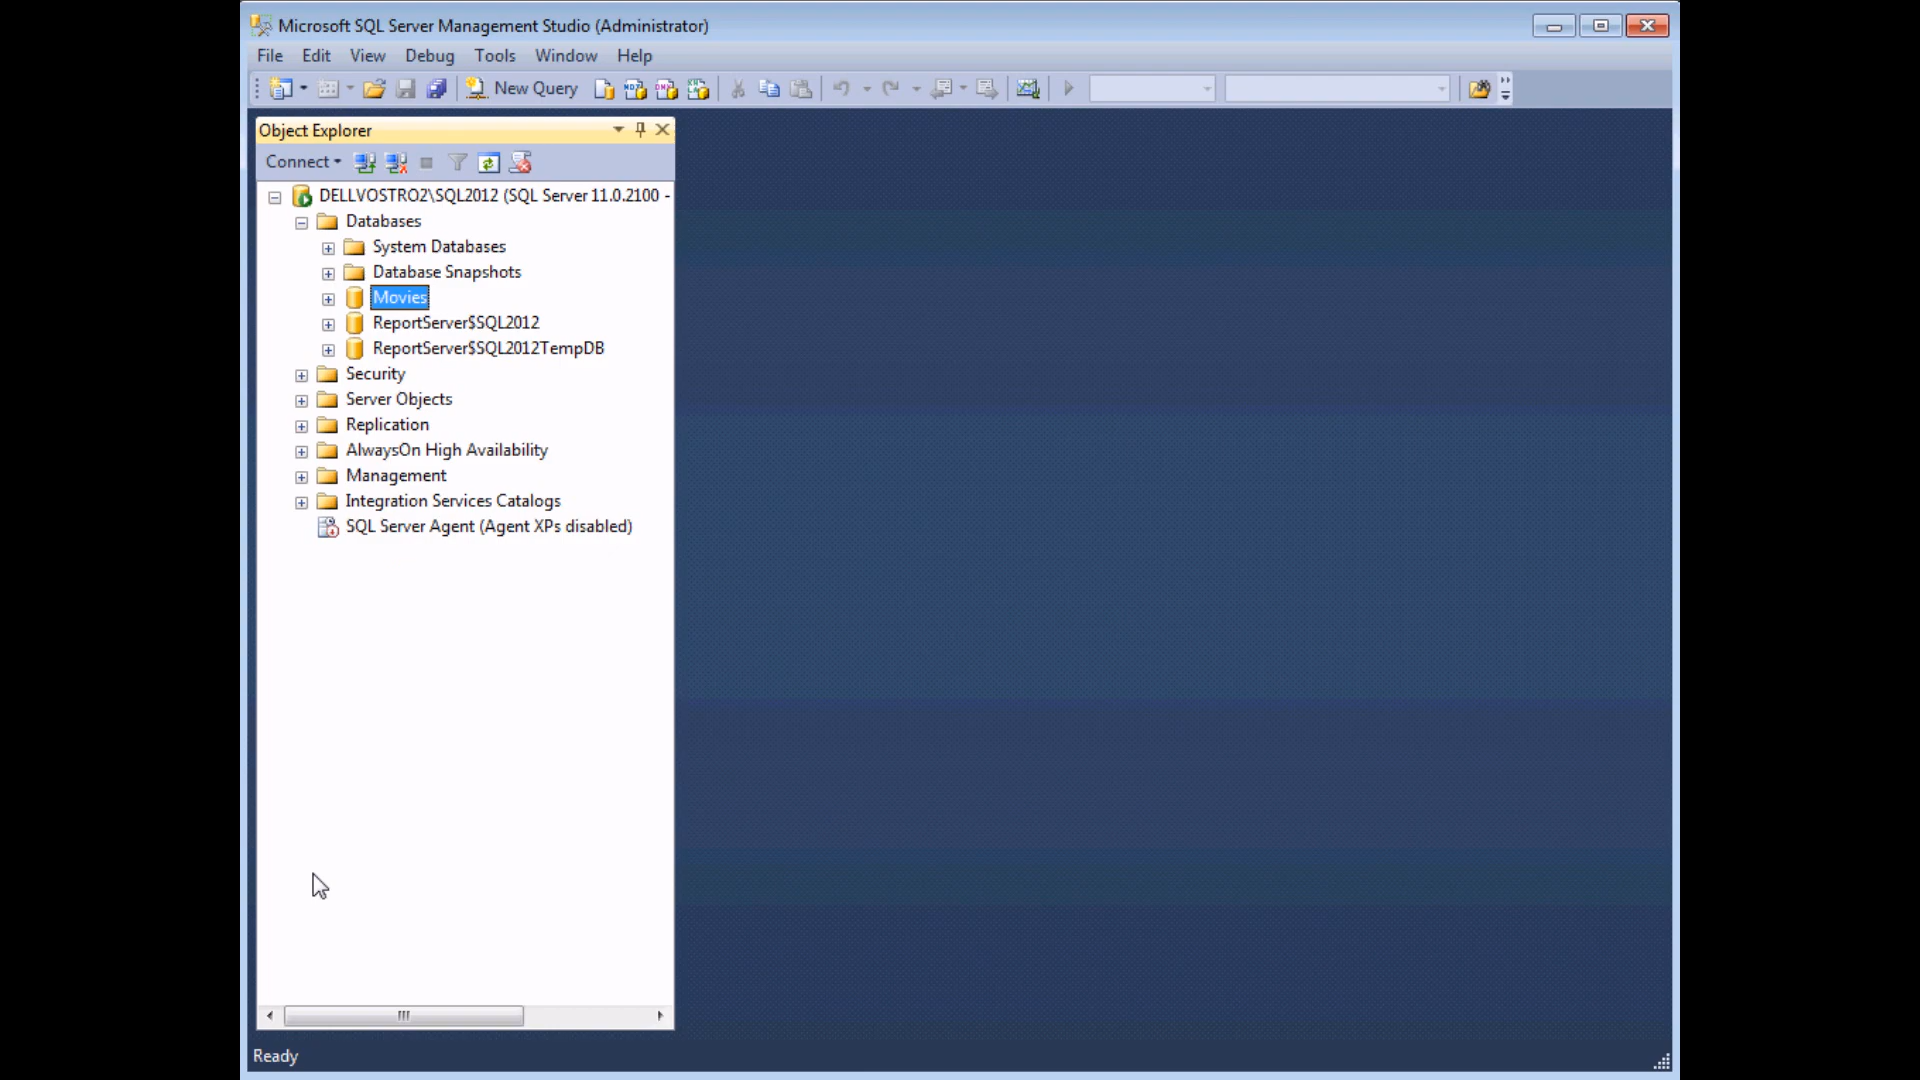 Microsoft SQL Server Management Studio (Administrator)
File Edit View Debug Tools Window Help
New Query
Object Explorer
Connect
DELLVOSTRO2\SQL2012 (SQL Server 11.0.2100 -
Databases
System Databases
Database Snapshots
Movies
ReportServer$SQL2012
ReportServer$SQL2012TempDB
Security
Server Objects
Replication
AlwaysOn High Availability
Management
Integration Services Catalogs
SQL Server Agent (Agent XPs disabled)
Ready